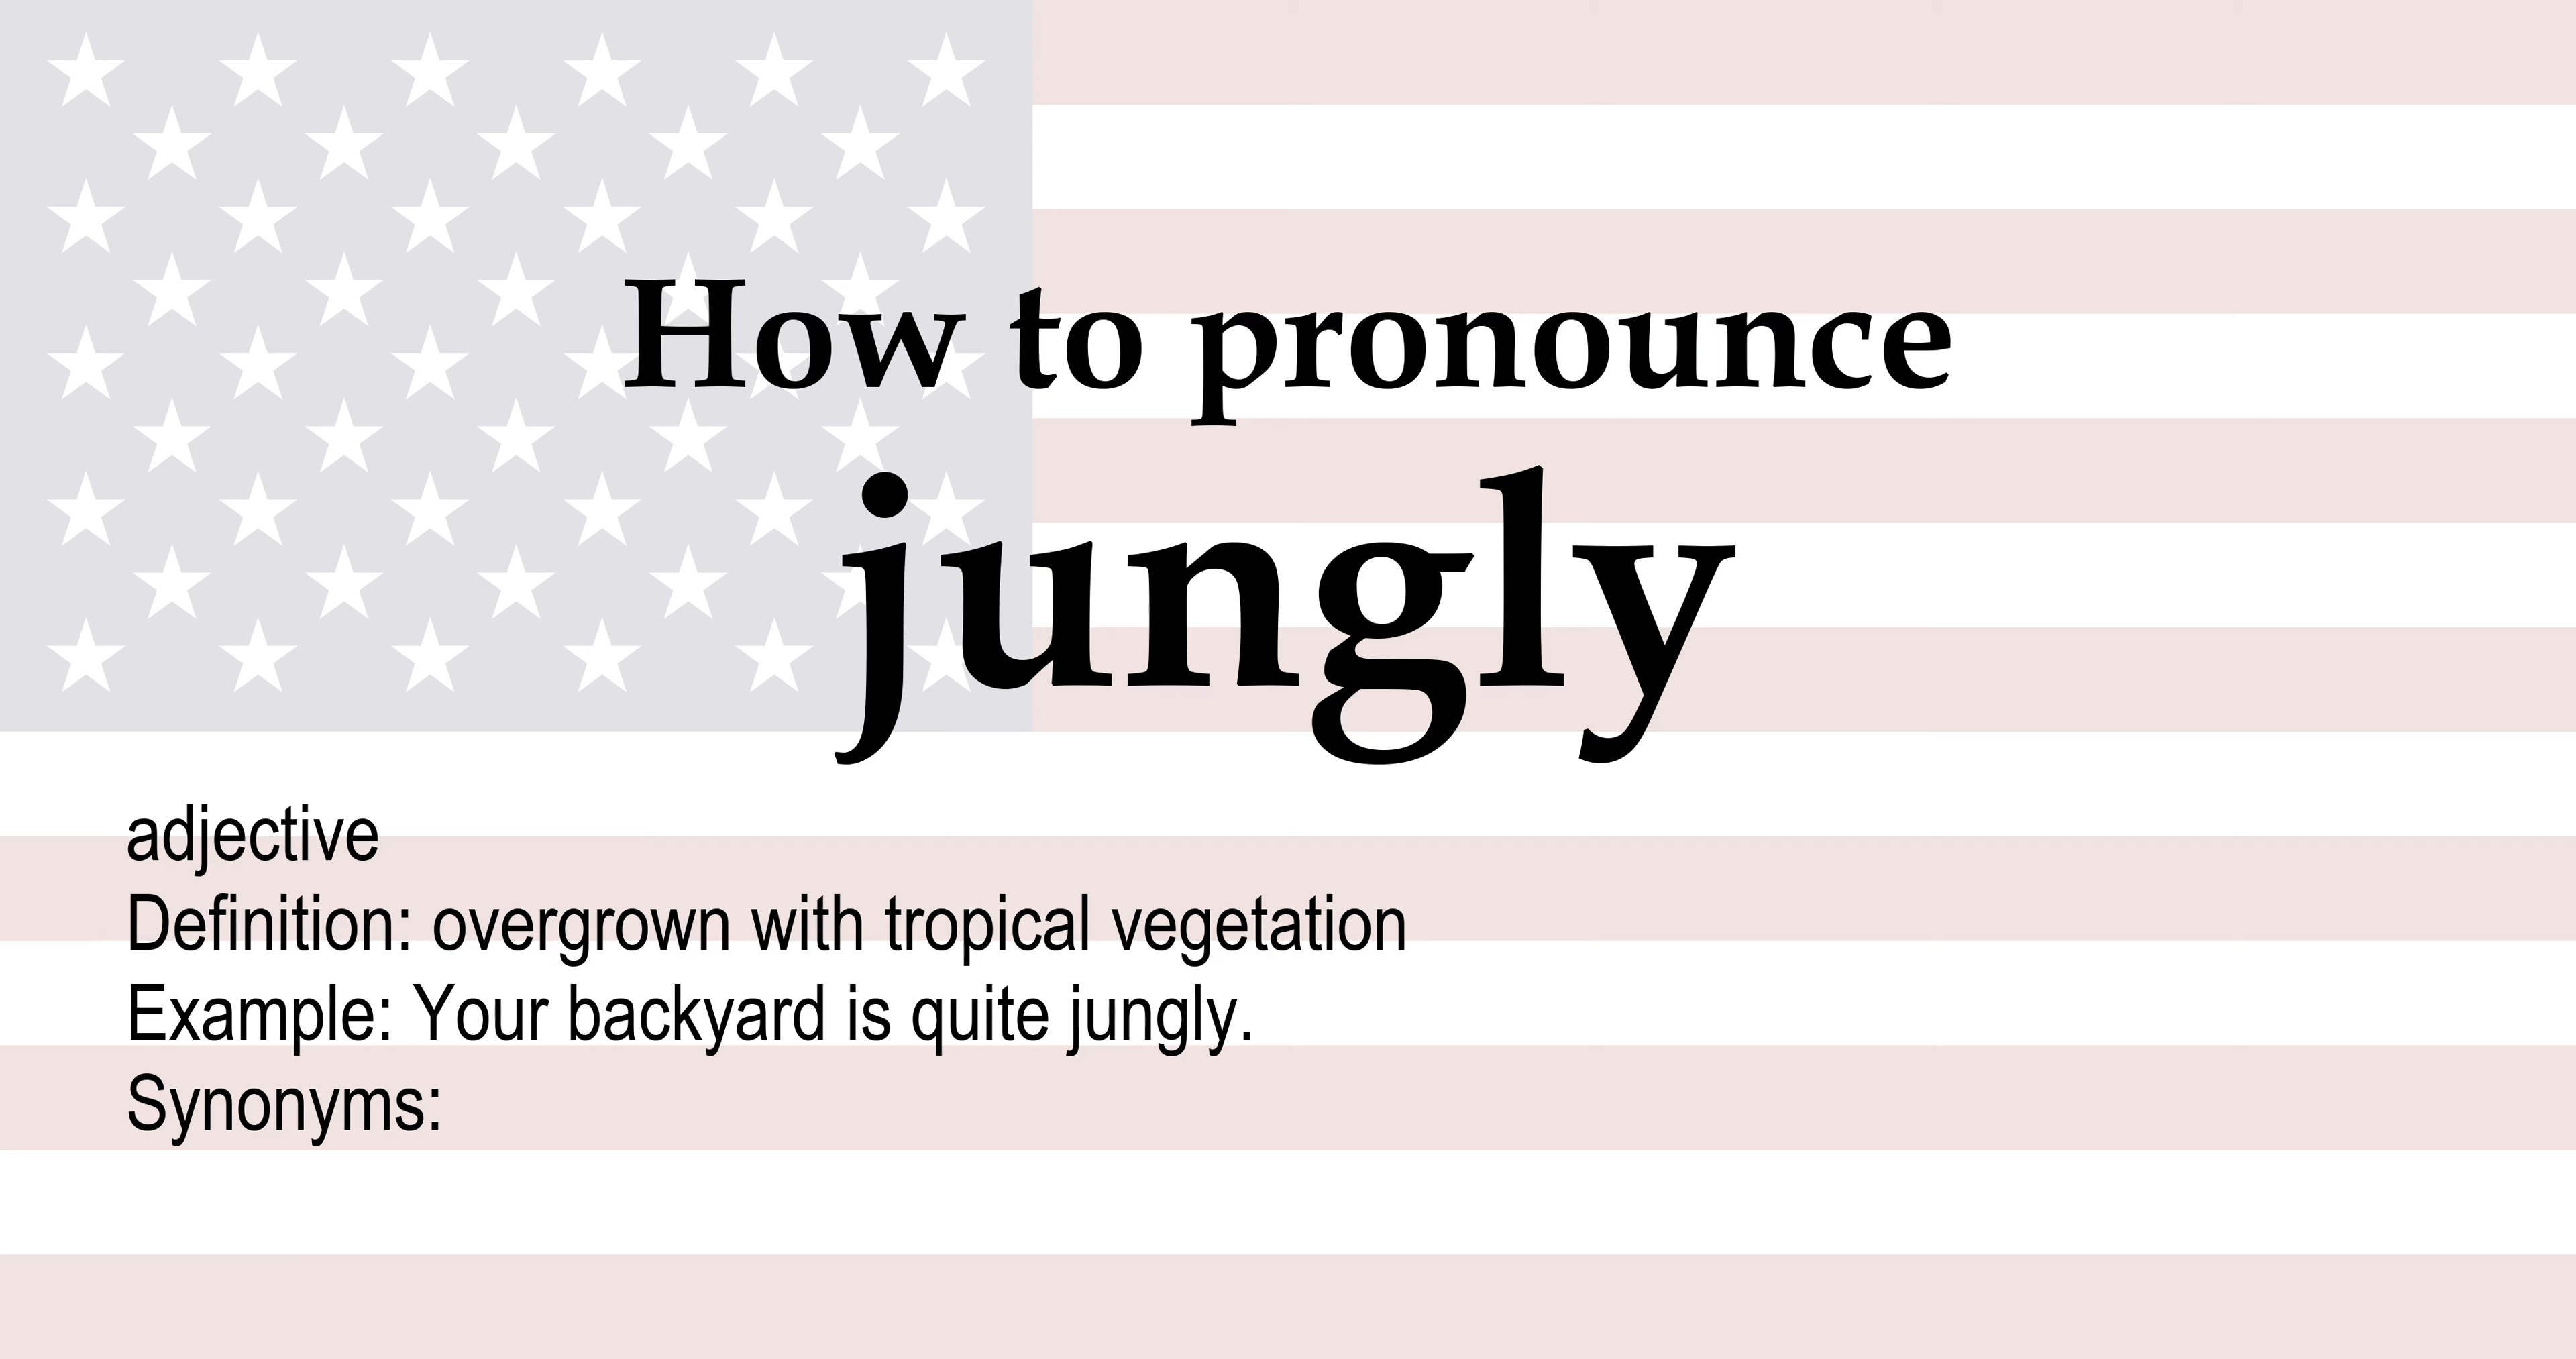 How to pronounce
jungly
adjective
Definition: overgrown with tropical vegetation
Example: Your backyard is quite jungly.
Synonyms: